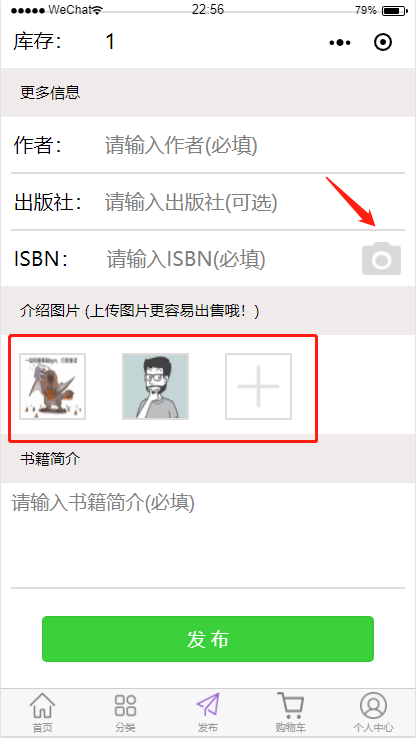 WeChat 22:56 79%
库存： 1
更多信息
作者： 请输入作者(必填)
出版社： 请输入出版社(可选)
ISBN： 请输入ISBN(必填)
介绍图片 (上传图片更容易出售哦！)
书籍简介
请输入书籍简介(必填)
发布
首页 分类 发布 购物车 个人中心